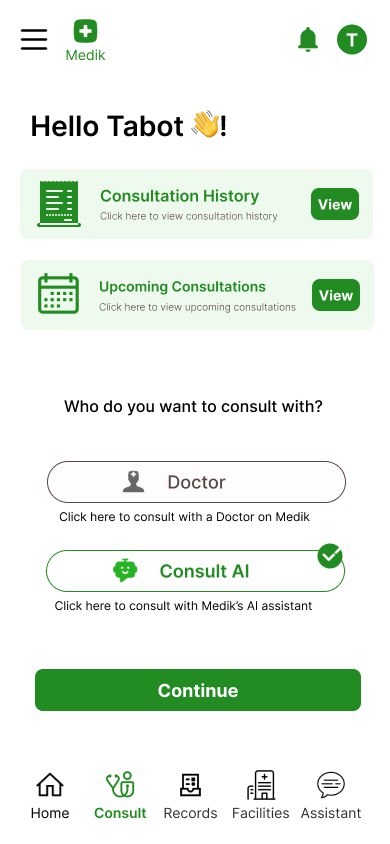 Medik
T
Hello Tabot 👋!
Consultation History
Click here to view consultation history
View
Upcoming Consultations
Click here to view upcoming consultations
View
Who do you want to consult with?
Doctor
Click here to consult with a Doctor on Medik
Consult AI
Click here to consult with Medik’s AI assistant
Continue
Home
Consult
Records
Facilities
Assistant